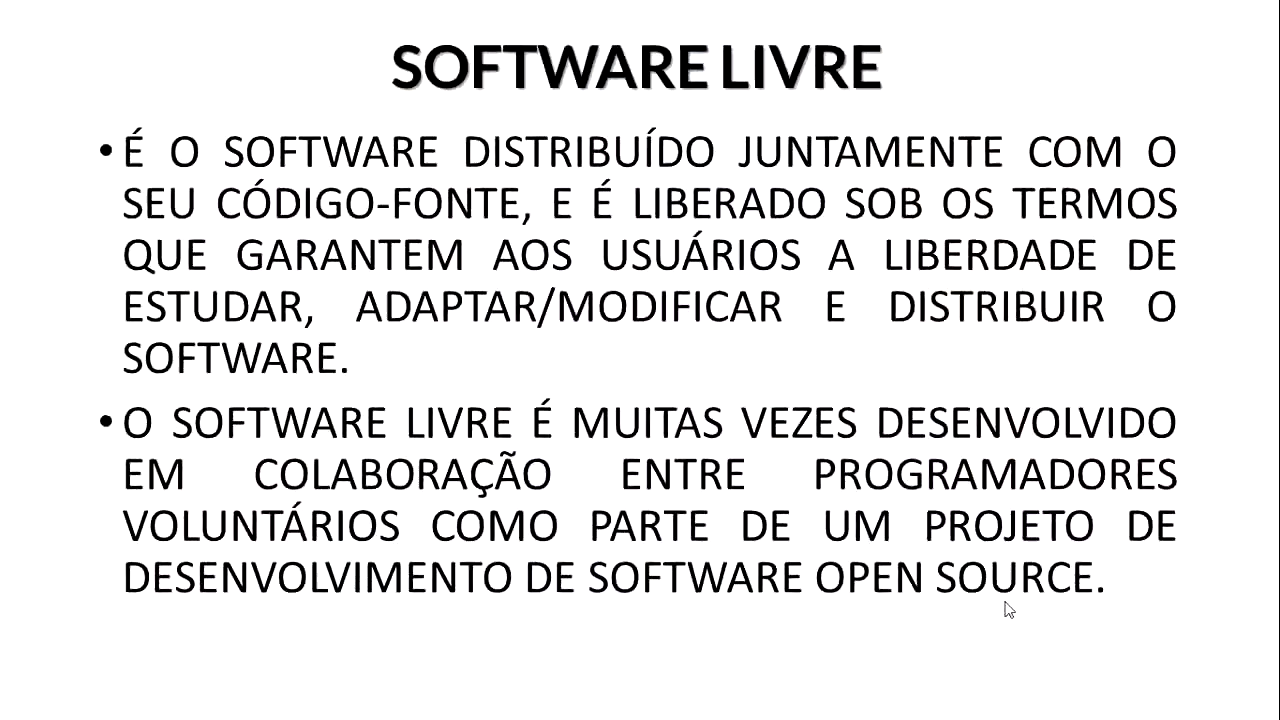 SOFTWARE LIVRE
• É O SOFTWARE DISTRIBUÍDO JUNTAMENTE COM O
SEU CÓDIGO-FONTE, E É LIBERADO SOB OS TERMOS
QUE GARANTEM AOS USUÁRIOS A LIBERDADE DE
ESTUDAR, ADAPTAR/MODIFICAR E DISTRIBUIR O
SOFTWARE.
• O SOFTWARE LIVRE É MUITAS VEZES DESENVOLVIDO
EM COLABORAÇÃO ENTRE PROGRAMADORES
VOLUNTÁRIOS COMO PARTE DE UM PROJETO DE
DESENVOLVIMENTO DE SOFTWARE OPEN SOURCE.